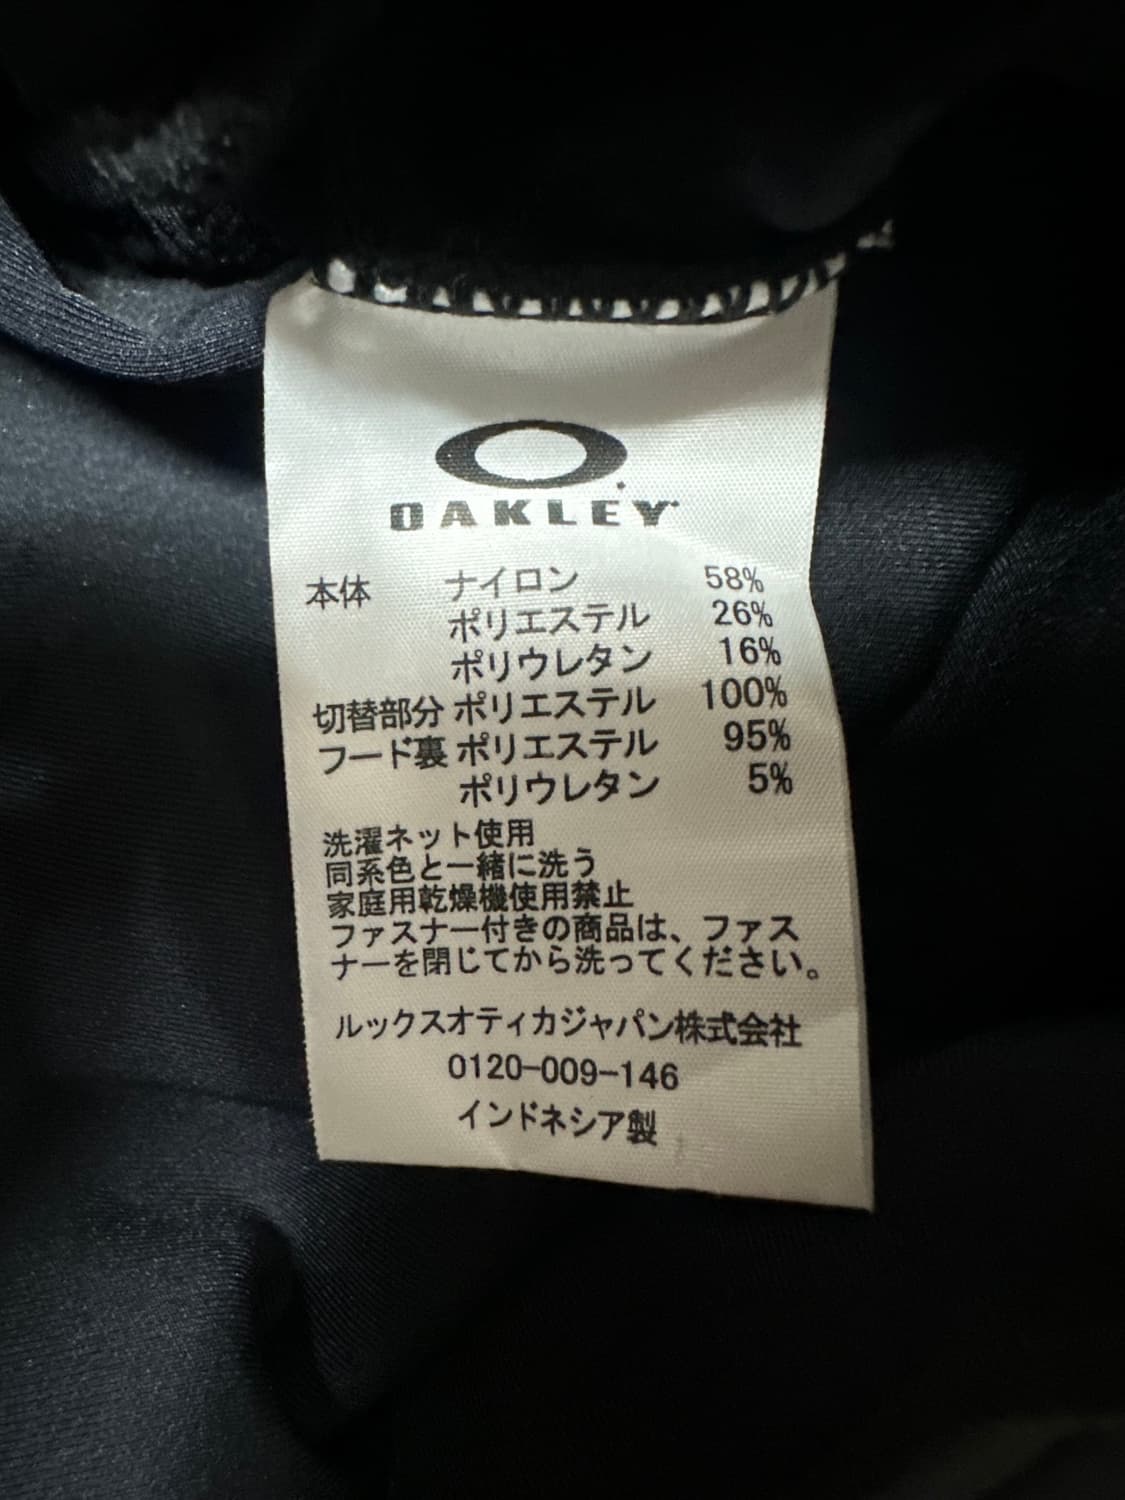 OAKLEY
本体 ナイロン 58%
ポリエステル 26%
ポリウレタン 16%
切替部分 ポリエステル 100%
フード裏 ポリエステル 95%
ポリウレタン 5%
洗濯ネット使用
同系色と一緒に洗う
家庭用乾燥機使用禁止
ファスナー付きの商品は、ファス
ナーを閉じてから洗ってください。
ルックスオティカジャパン株式会社
0120-009-146
インドネシア製